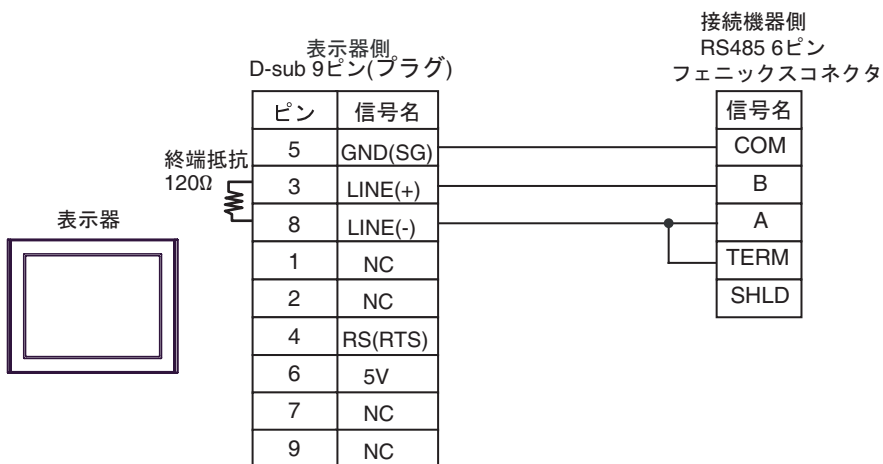 接続機器側
RS485 6ピン
フェニックスコネクタ
表示器側
D-sub 9ピン(プラグ)
ピン 信号名
5 GND(SG)
3 LINE(+)
8 LINE(-)
1 NC
2 NC
4 RS(RTS)
6 5V
7 NC
9 NC
終端抵抗
120Ω
表示器
信号名
COM
B
A
TERM
SHLD